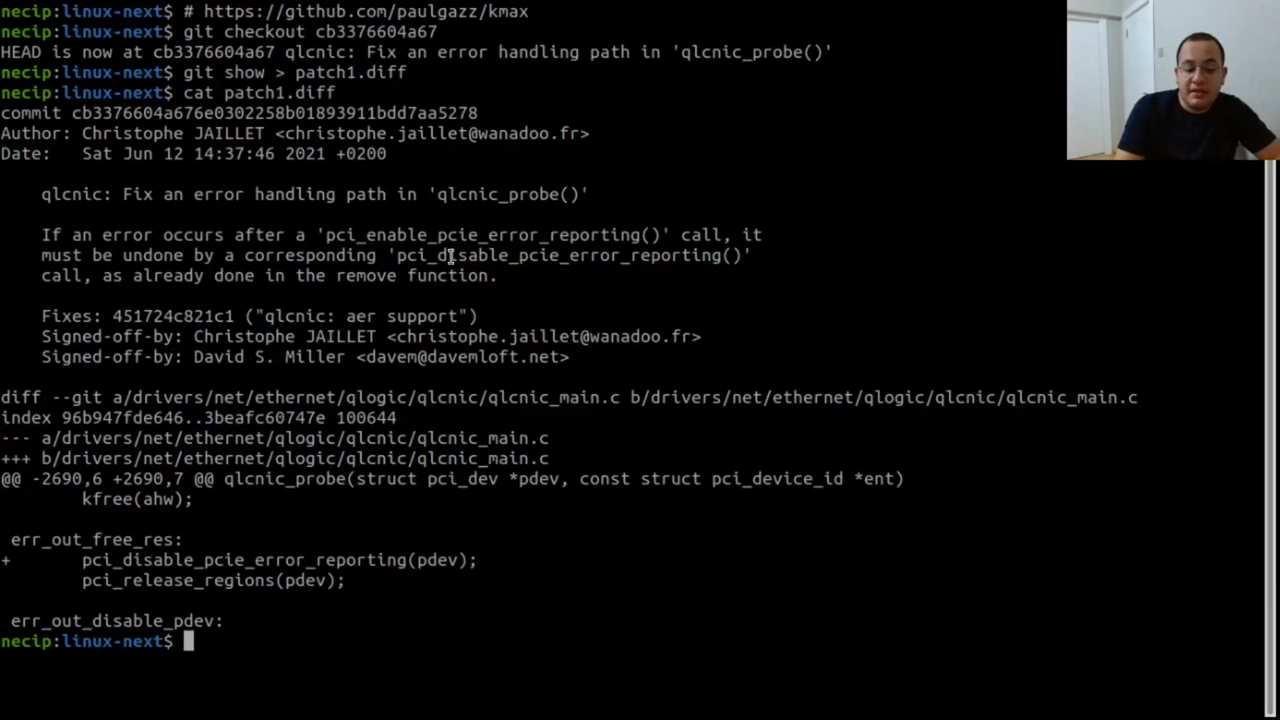 necip:linux-next$ # https://github.com/paulgazz/kmax
necip:linux-next$ git checkout cb3376604a67
HEAD is now at cb3376604a67 qlcnic: Fix an error handling path in 'qlcnic_probe()'
necip:linux-next$ git show > patch1.diff
necip:linux-next$ cat patch1.diff
commit cb3376604a676e0302258b01893911bdd7aa5278
Author: Christophe JAILLET <christophe.jaillet@wanadoo.fr>
Date:   Sat Jun 12 14:37:46 2021 +0200
    qlcnic: Fix an error handling path in 'qlcnic_probe()'
    If an error occurs after a 'pci_enable_pcie_error_reporting()' call, it
    must be undone by a corresponding 'pci_disable_pcie_error_reporting()'
    call, as already done in the remove function.
    Fixes: 451724c821c1 ("qlcnic: aer support")
    Signed-off-by: Christophe JAILLET <christophe.jaillet@wanadoo.fr>
    Signed-off-by: David S. Miller <davem@davemloft.net>
diff --git a/drivers/net/ethernet/qlogic/qlcnic/qlcnic_main.c b/drivers/net/ethernet/qlogic/qlcnic/qlcnic_main.c
index 96b947fde646..3beafc60747e 100644
--- a/drivers/net/ethernet/qlogic/qlcnic/qlcnic_main.c
+++ b/drivers/net/ethernet/qlogic/qlcnic/qlcnic_main.c
@@ -2690,6 +2690,7 @@ qlcnic_probe(struct pci_dev *pdev, const struct pci_device_id *ent)
        kfree(ahw);
 err_out_free_res:
+       pci_disable_pcie_error_reporting(pdev);
        pci_release_regions(pdev);
 err_out_disable_pdev:
necip:linux-next$